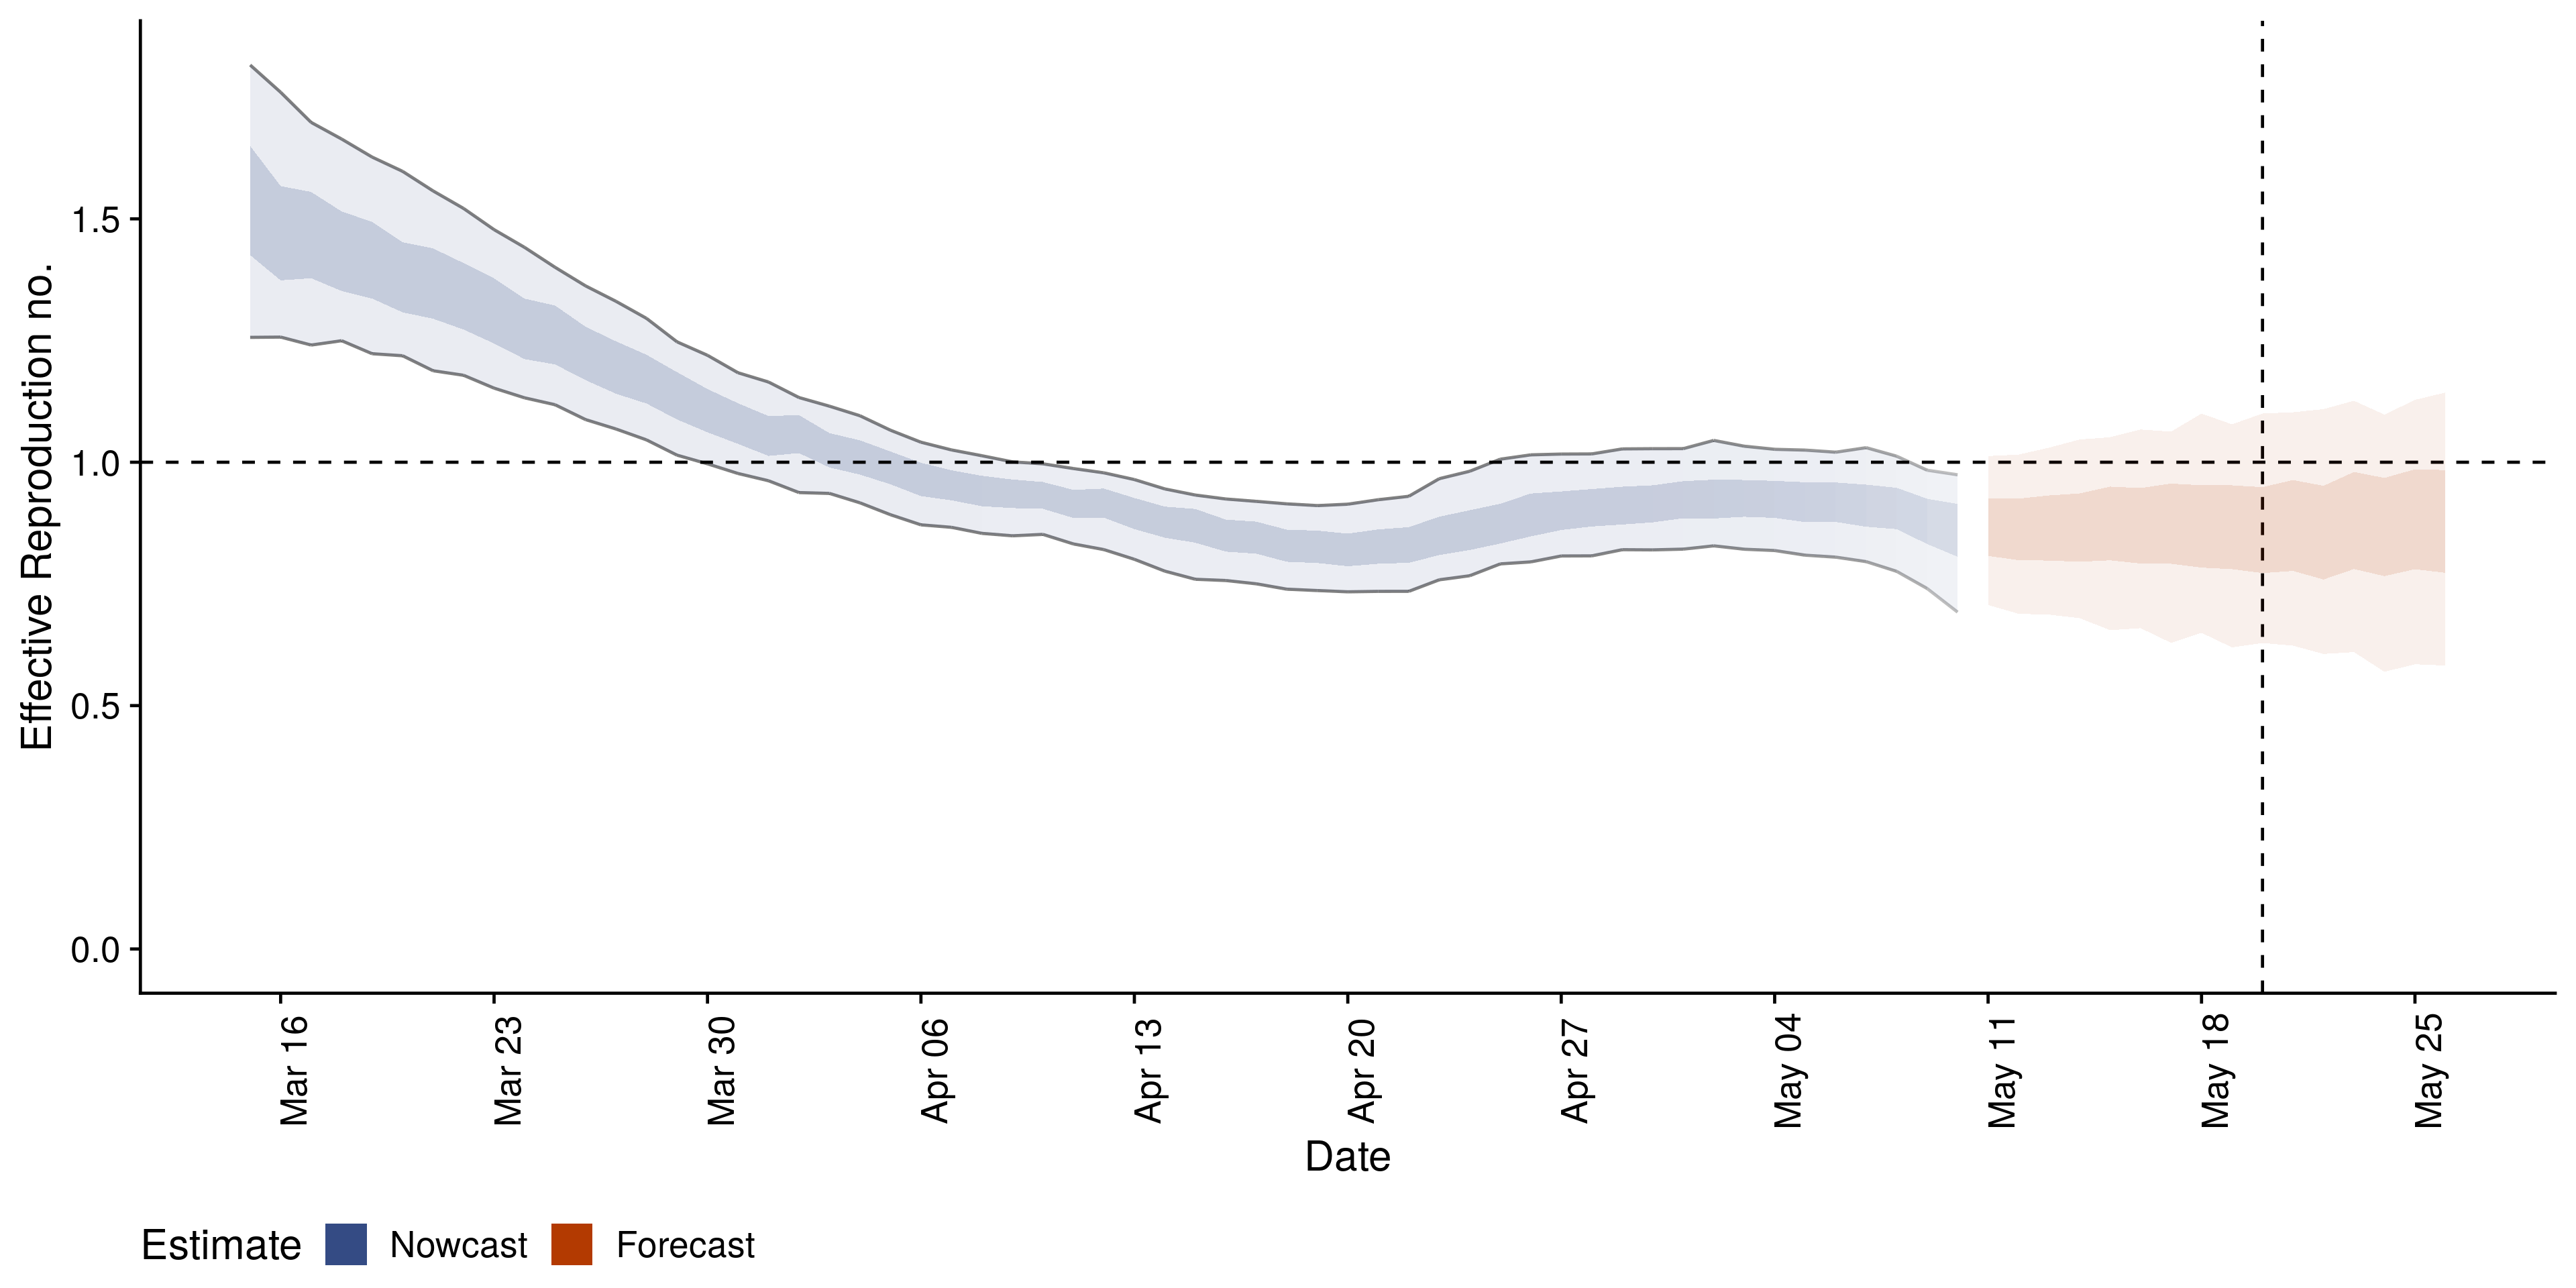 Effective Reproduction no.
1.5
1.0
0.5
0.0
Mar 16
Mar 23
Mar 30
Apr 06
Apr 13
Apr 20
Apr 27
May 04
May 11
May 18
May 25
Date
Estimate Nowcast Forecast